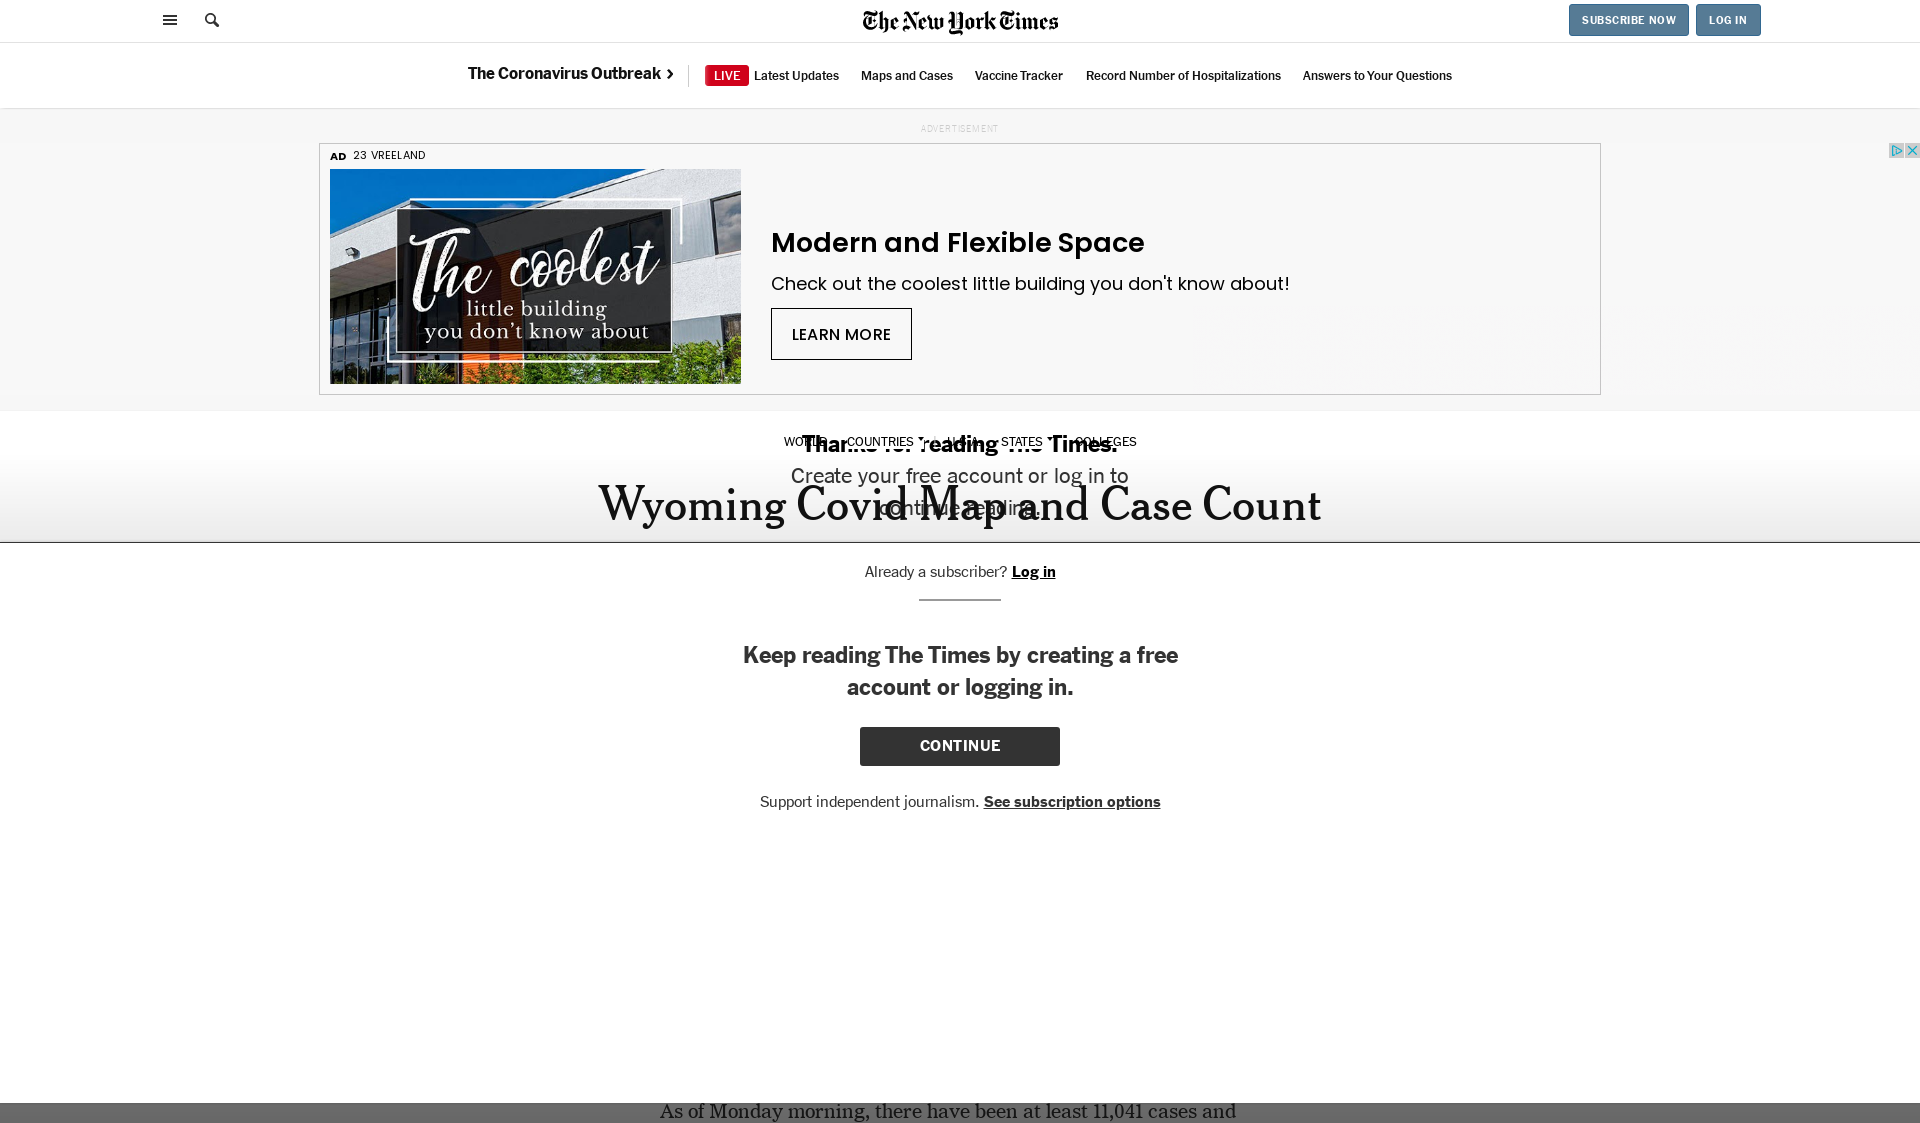 The New York Times
SUBSCRIBE NOW
LOG IN
The Coronavirus Outbreak
LIVE Latest Updates
Maps and Cases
Vaccine Tracker
Record Number of Hospitalizations
Answers to Your Questions
ADVERTISEMENT
AD 23 VREELAND
The coolest
little building
you don't know about
Modern and Flexible Space
Check out the coolest little building you don't know about!
LEARN MORE
WORLD COUNTRIES U.S.A. STATES COLLEGES
Thanks for reading The Times.
Create your free account or log in to
continue reading.
Wyoming Covid Map and Case Count
Already a subscriber? Log in
Keep reading The Times by creating a free
account or logging in.
CONTINUE
Support independent journalism. See subscription options
As of Monday morning, there have been at least 11,041 cases and